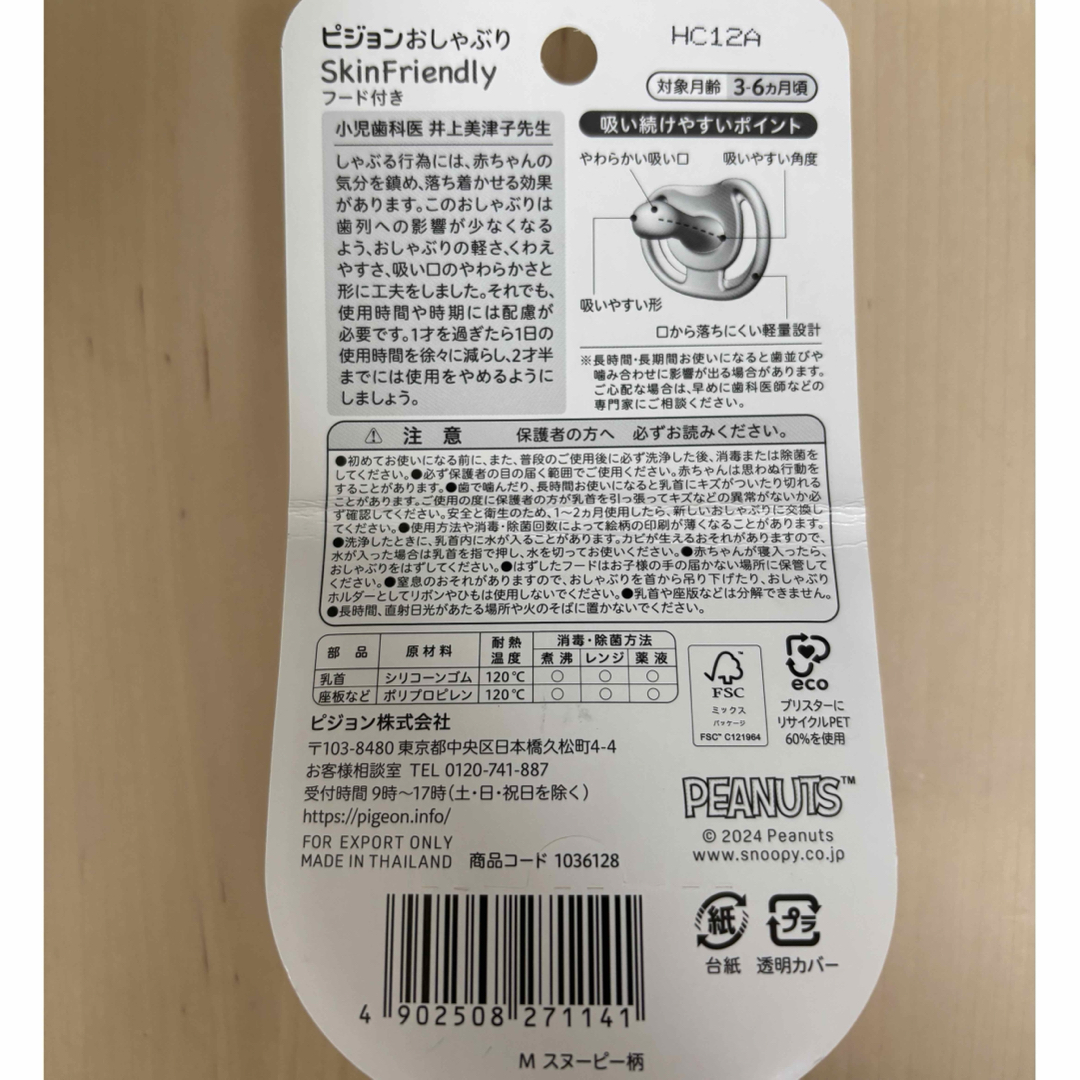 ピジョンおしゃぶり
SkinFriendly
フード付き
HC12A
対象月齢 3-6ヵ月頃
小児歯科医 井上美津子先生
しゃぶる行為には、赤ちゃんの
気分を鎮め、落ち着かせる効果
があります。このおしゃぶりは
歯列への影響が少なくなる
よう、おしゃぶりの軽さ、くわえ
やすさ、吸い口のやわらかさと
形に工夫をしました。それでも、
使用時間や時期には配慮が
必要です。1才を過ぎたら1日の
使用時間を徐々に減らし、2才半
までには使用をやめるように
しましょう。
吸い続けやすいポイント
やわらかい吸い口
吸いやすい角度
吸いやすい形
口から落ちにくい軽量設計
※長時間・長期間お使いになると歯並びや
噛み合わせに影響が出る場合があります。
ご心配な場合は、早めに歯科医師などの
専門家にご相談ください。
⚠ 注 意 保護者の方へ 必ずお読みください。
●初めてお使いになる前に、また、普段のご使用後に必ず洗浄した後、消毒または除菌を
してください。●必ず保護者の目の届く範囲でご使用ください。赤ちゃんは思わぬ行動を
することがあります。●歯で噛んだり、長時間お使いになると乳首にキズがついたり切れる
ことがあります。ご使用の度に保護者の方が乳首を引っ張ってキズなどの異常がないか必
ず確認してください。安全と衛生のため、1〜2ヵ月使用したら、新しいおしゃぶりに交換し
てください。●使用方法や消毒・除菌回数によって絵柄の印刷が薄くなることがあります。
●洗浄したときに、乳首内に水が入ることがあります。カビが生えるおそれがありますので、
水が入った場合は乳首を指で押し、水を切ってお使いください。●赤ちゃんが寝入ったら、
おしゃぶりをはずしてください。●はずしたフードはお子様の手の届かない場所に保管して
ください。●窒息のおそれがありますので、おしゃぶりを首から吊り下げたり、おしゃぶり
ホルダーとしてリボンやひもは使用しないでください。●乳首や座版などは分解できません。
●長時間、直射日光があたる場所や火のそばに置かないでください。
部 品 原材料 耐熱温度 消毒・除菌方法
煮沸 レンジ 薬液
乳首 シリコーンゴム 120℃ ○ ○ ○
座板など ポリプロピレン 120℃ ○ ○ ○
FSC
ミックス
パッケージ
FSC™ C121964
eco
ブリスターに
リサイクルPET
60%を使用
ピジョン株式会社
〒103-8480 東京都中央区日本橋久松町4-4
お客様相談室 TEL 0120-741-887
受付時間 9時〜17時(土・日・祝日を除く)
https://pigeon.info/
FOR EXPORT ONLY
MADE IN THAILAND 商品コード 1036128
PEANUTS™
© 2024 Peanuts
www.snoopy.co.jp
紙
台紙
プラ
透明カバー
4 902508 271141
M スヌーピー柄